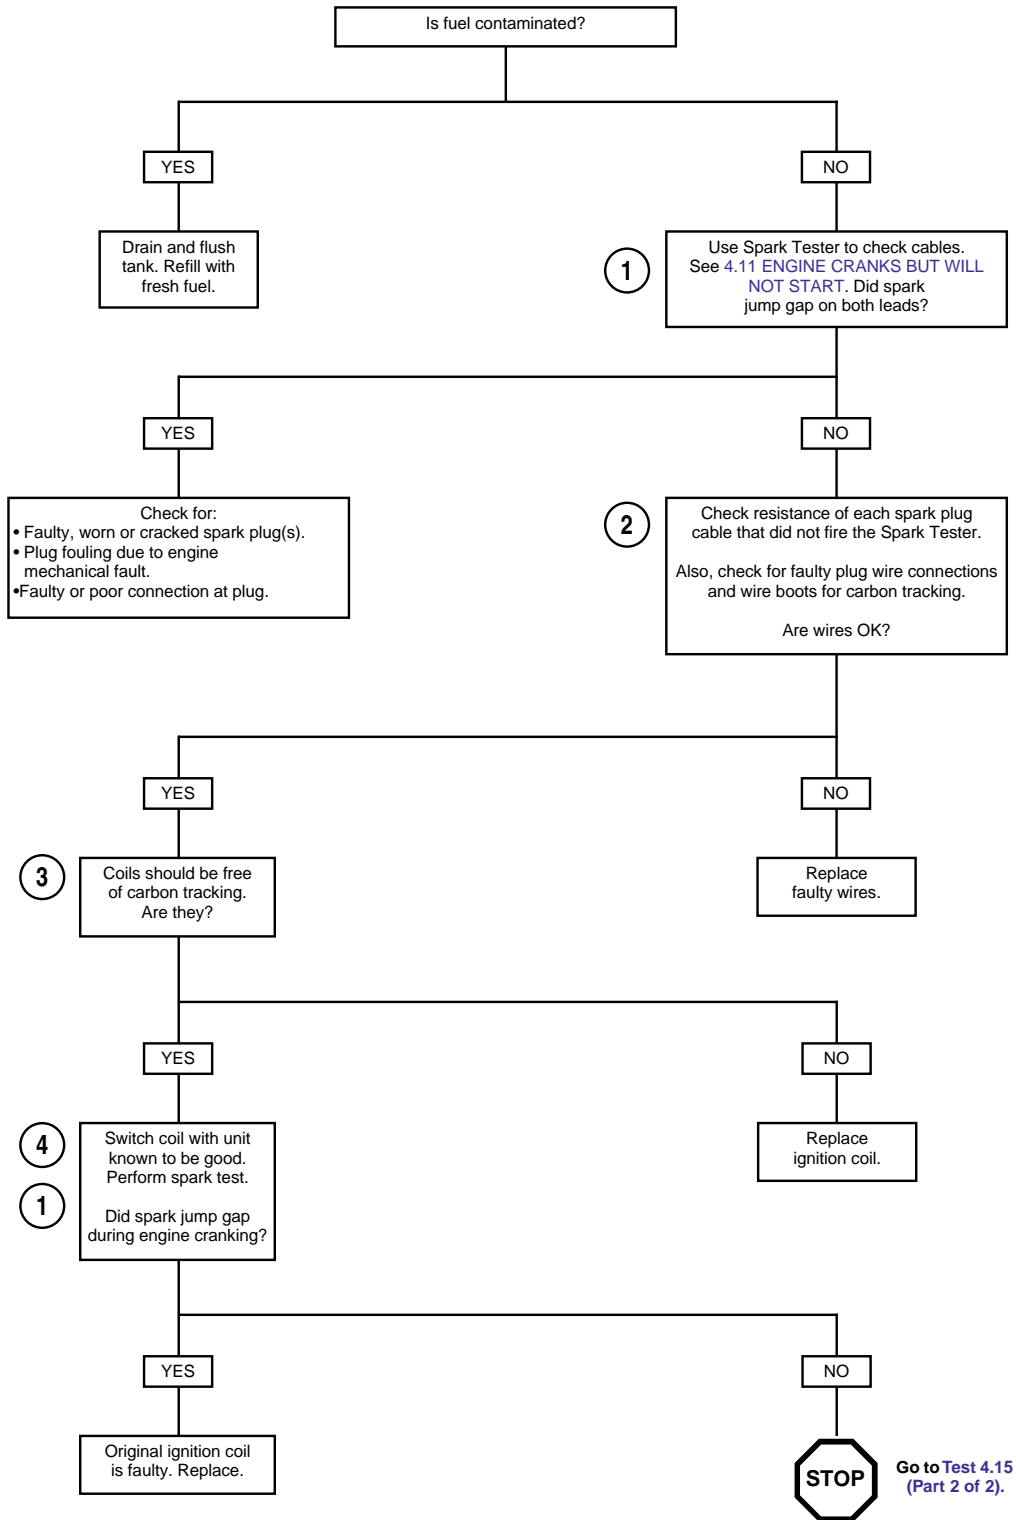 Is fuel contaminated?
YES
NO
Drain and flush
tank. Refill with
fresh fuel.
1
Use Spark Tester to check cables.
See 4.11 ENGINE CRANKS BUT WILL
NOT START. Did spark
jump gap on both leads?
YES
NO
Check for:
• Faulty, worn or cracked spark plug(s).
• Plug fouling due to engine
mechanical fault.
•Faulty or poor connection at plug.
2
Check resistance of each spark plug
cable that did not fire the Spark Tester.
Also, check for faulty plug wire connections
and wire boots for carbon tracking.
Are wires OK?
YES
NO
3
Coils should be free
of carbon tracking.
Are they?
Replace
faulty wires.
YES
NO
4
1
Switch coil with unit
known to be good.
Perform spark test.
Did spark jump gap
during engine cranking?
Replace
ignition coil.
YES
NO
Original ignition coil
is faulty. Replace.
STOP
Go to Test 4.15
(Part 2 of 2).